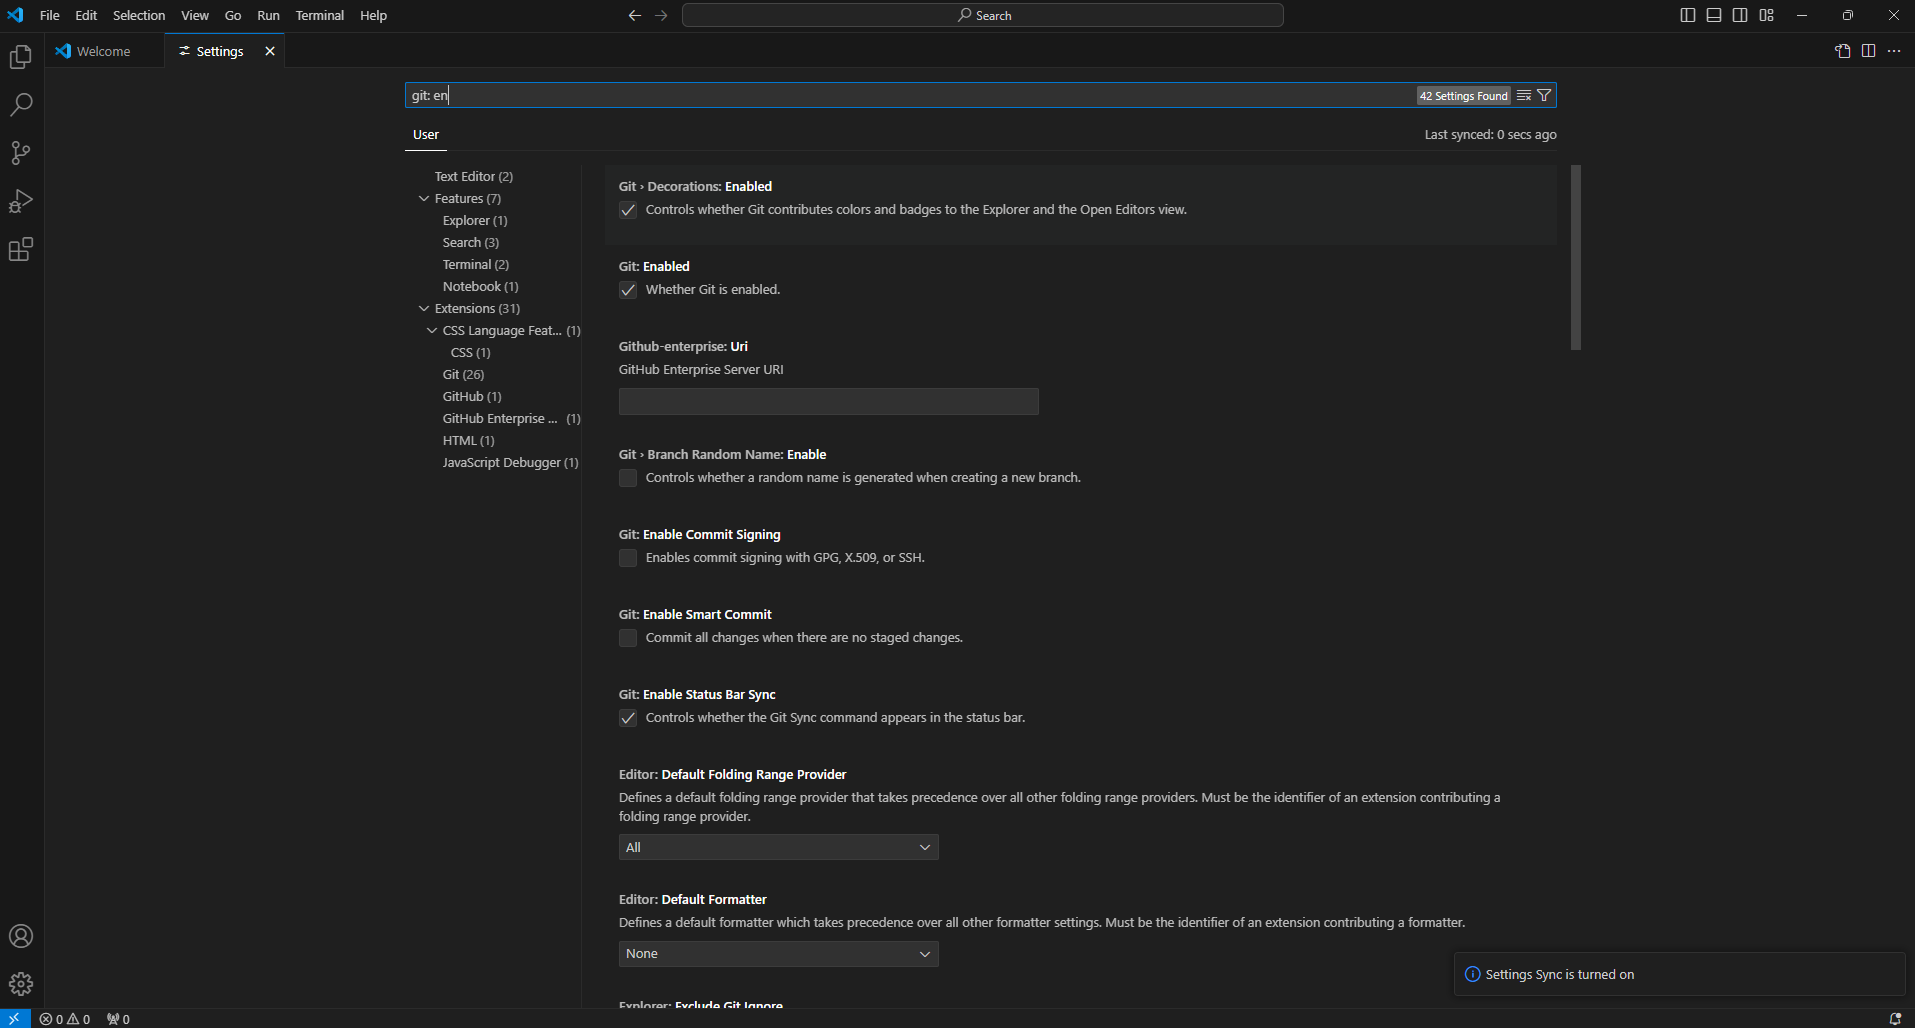 File Edit Selection View Go Run Terminal Help
Search
Welcome
Settings
git: en
42 Settings Found
User
Last synced: 0 secs ago
Text Editor (2)
Features (7)
Explorer (1)
Search (3)
Terminal (2)
Notebook (1)
Extensions (31)
CSS Language Feat... (1)
CSS (1)
Git (26)
GitHub (1)
GitHub Enterprise ... (1)
HTML (1)
JavaScript Debugger (1)
Git › Decorations: Enabled
Controls whether Git contributes colors and badges to the Explorer and the Open Editors view.
Git: Enabled
Whether Git is enabled.
Github-enterprise: Uri
GitHub Enterprise Server URI
Git › Branch Random Name: Enable
Controls whether a random name is generated when creating a new branch.
Git: Enable Commit Signing
Enables commit signing with GPG, X.509, or SSH.
Git: Enable Smart Commit
Commit all changes when there are no staged changes.
Git: Enable Status Bar Sync
Controls whether the Git Sync command appears in the status bar.
Editor: Default Folding Range Provider
Defines a default folding range provider that takes precedence over all other folding range providers. Must be the identifier of an extension contributing a
folding range provider.
All
Editor: Default Formatter
Defines a default formatter which takes precedence over all other formatter settings. Must be the identifier of an extension contributing a formatter.
None
Explorer: Exclude Git Ignore
Settings Sync is turned on
0 0 0